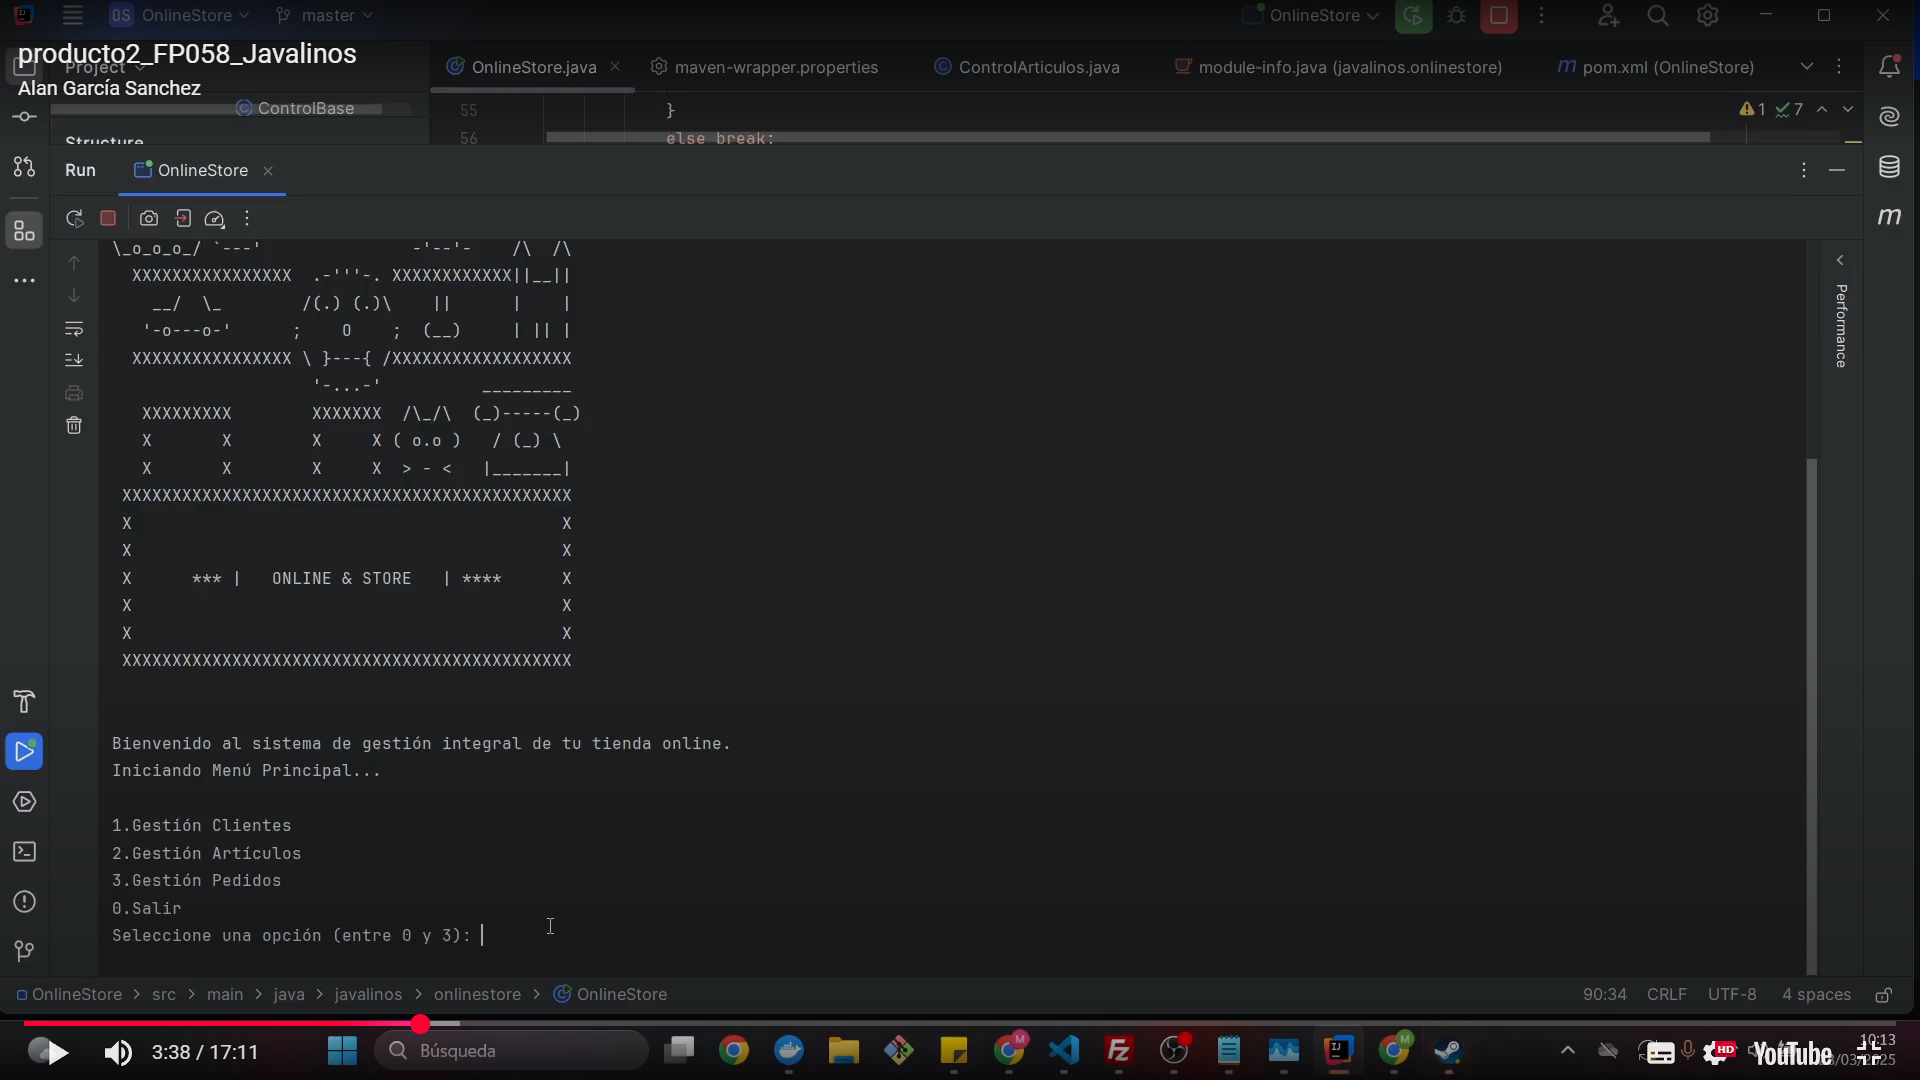 OS OnlineStore master
OnlineStore
producto2_FP058_Javalinos
Project
Alan García Sanchez
OnlineStore.java
maven-wrapper.properties
ControlArticulos.java
module-info.java (javalinos.onlinestore)
m pom.xml (OnlineStore)
ControlBase
55 }
1 7
Structure
56 else break;
Run OnlineStore
\_o_o_o_/ `---' -'--'- /\ /\
XXXXXXXXXXXXXXXX .-'''-. XXXXXXXXXXXX||__||
__/ \_ /(.) (.)\ || | |
'-o---o-' ; O ; (__) | || |
XXXXXXXXXXXXXXXX \ }---{ /XXXXXXXXXXXXXXXXXX
'-...-' _________
XXXXXXXXX XXXXXXX /\_/\ (_)-----(_)
X X X X ( o.o ) / (_) \
X X X X > - < |_______|
XXXXXXXXXXXXXXXXXXXXXXXXXXXXXXXXXXXXXXXXXXXXX
X X
X X
X *** | ONLINE & STORE | **** X
X X
X X
XXXXXXXXXXXXXXXXXXXXXXXXXXXXXXXXXXXXXXXXXXXXX
Performance
Bienvenido al sistema de gestión integral de tu tienda online.
Iniciando Menú Principal...
1.Gestión Clientes
2.Gestión Artículos
3.Gestión Pedidos
0.Salir
Seleccione una opción (entre 0 y 3):
OnlineStore > src > main > java > javalinos > onlinestore > OnlineStore
90:34 CRLF UTF-8 4 spaces
3:38 / 17:11
Búsqueda
HD
YouTube
10:13
/03/2025